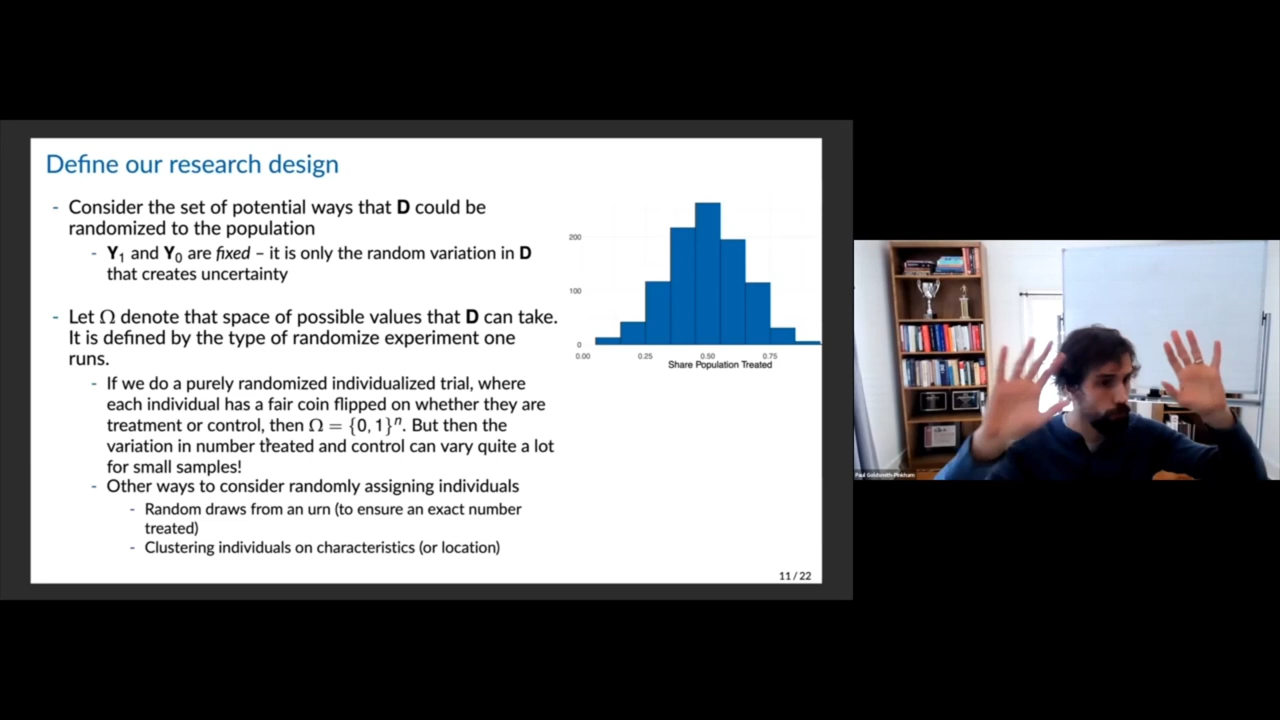 Define our research design
- Consider the set of potential ways that D could be
randomized to the population
- Y₁ and Y₀ are fixed – it is only the random variation in D
that creates uncertainty
- Let Ω denote that space of possible values that D can take.
It is defined by the type of randomize experiment one
runs.
- If we do a purely randomized individualized trial, where
each individual has a fair coin flipped on whether they are
treatment or control, then Ω = {0, 1}ⁿ. But then the
variation in number treated and control can vary quite a lot
for small samples!
- Other ways to consider randomly assigning individuals
- Random draws from an urn (to ensure an exact number
treated)
- Clustering individuals on characteristics (or location)
200
100
0
0.00 0.25 0.50 0.75
Share Population Treated
11 / 22
Paul Goldsmith-Pinkham